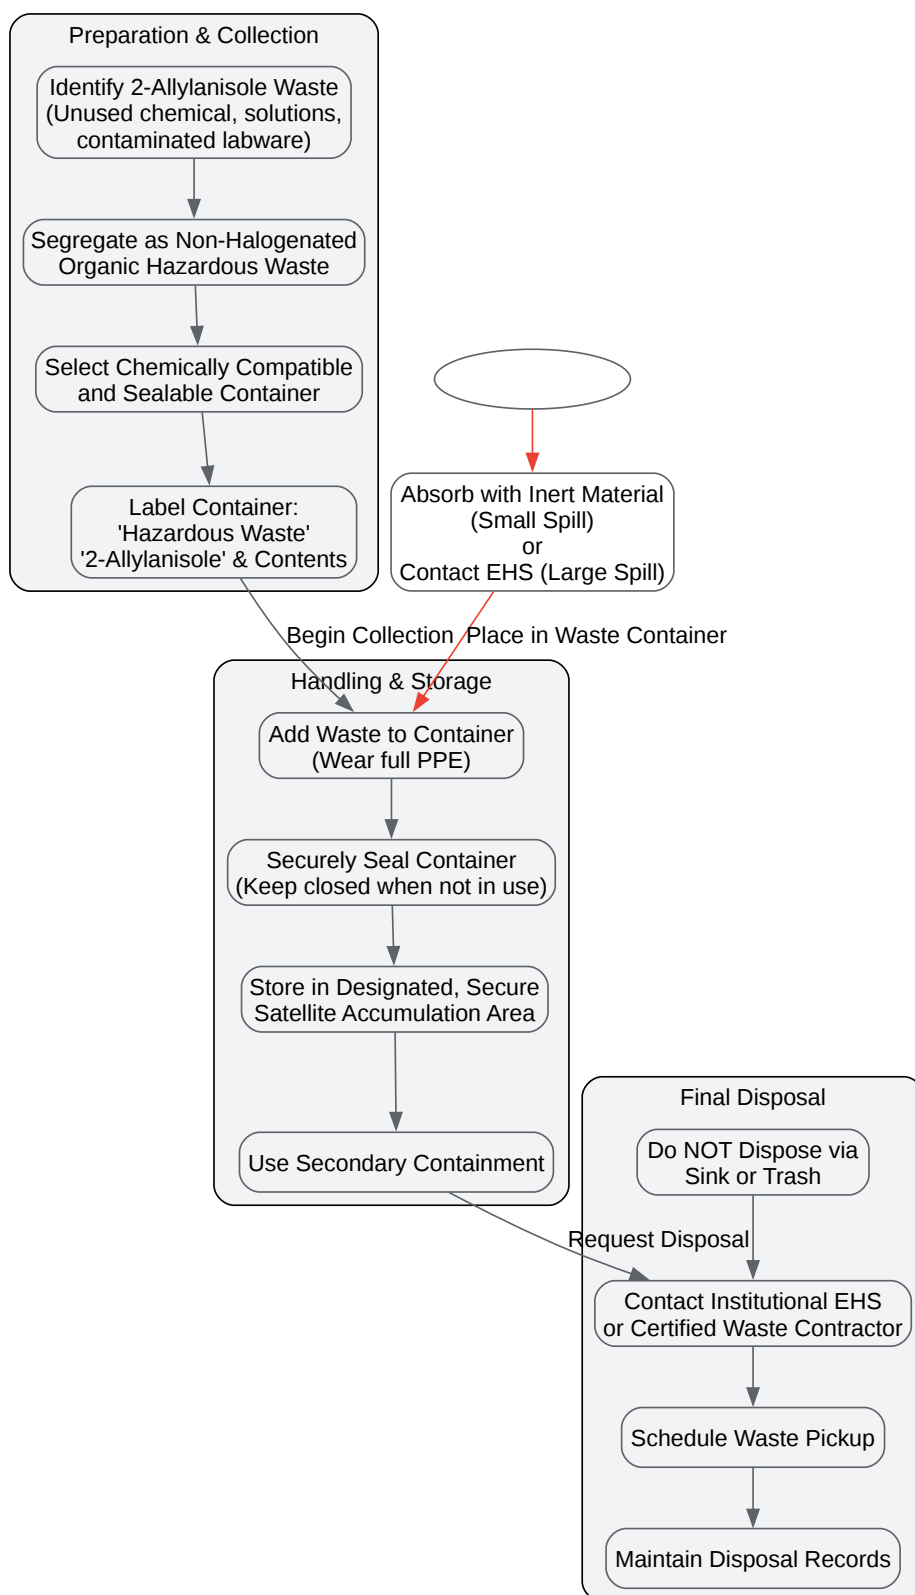 Preparation & Collection
Identify 2-Allylanisole Waste
(Unused chemical, solutions,
contaminated labware)
Segregate as Non-Halogenated
Organic Hazardous Waste
Select Chemically Compatible
and Sealable Container
Label Container:
'Hazardous Waste'
'2-Allylanisole' & Contents
Absorb with Inert Material
(Small Spill)
or
Contact EHS (Large Spill)
Begin Collection
Place in Waste Container
Handling & Storage
Add Waste to Container
(Wear full PPE)
Securely Seal Container
(Keep closed when not in use)
Store in Designated, Secure
Satellite Accumulation Area
Use Secondary Containment
Request Disposal
Final Disposal
Do NOT Dispose via
Sink or Trash
Contact Institutional EHS
or Certified Waste Contractor
Schedule Waste Pickup
Maintain Disposal Records